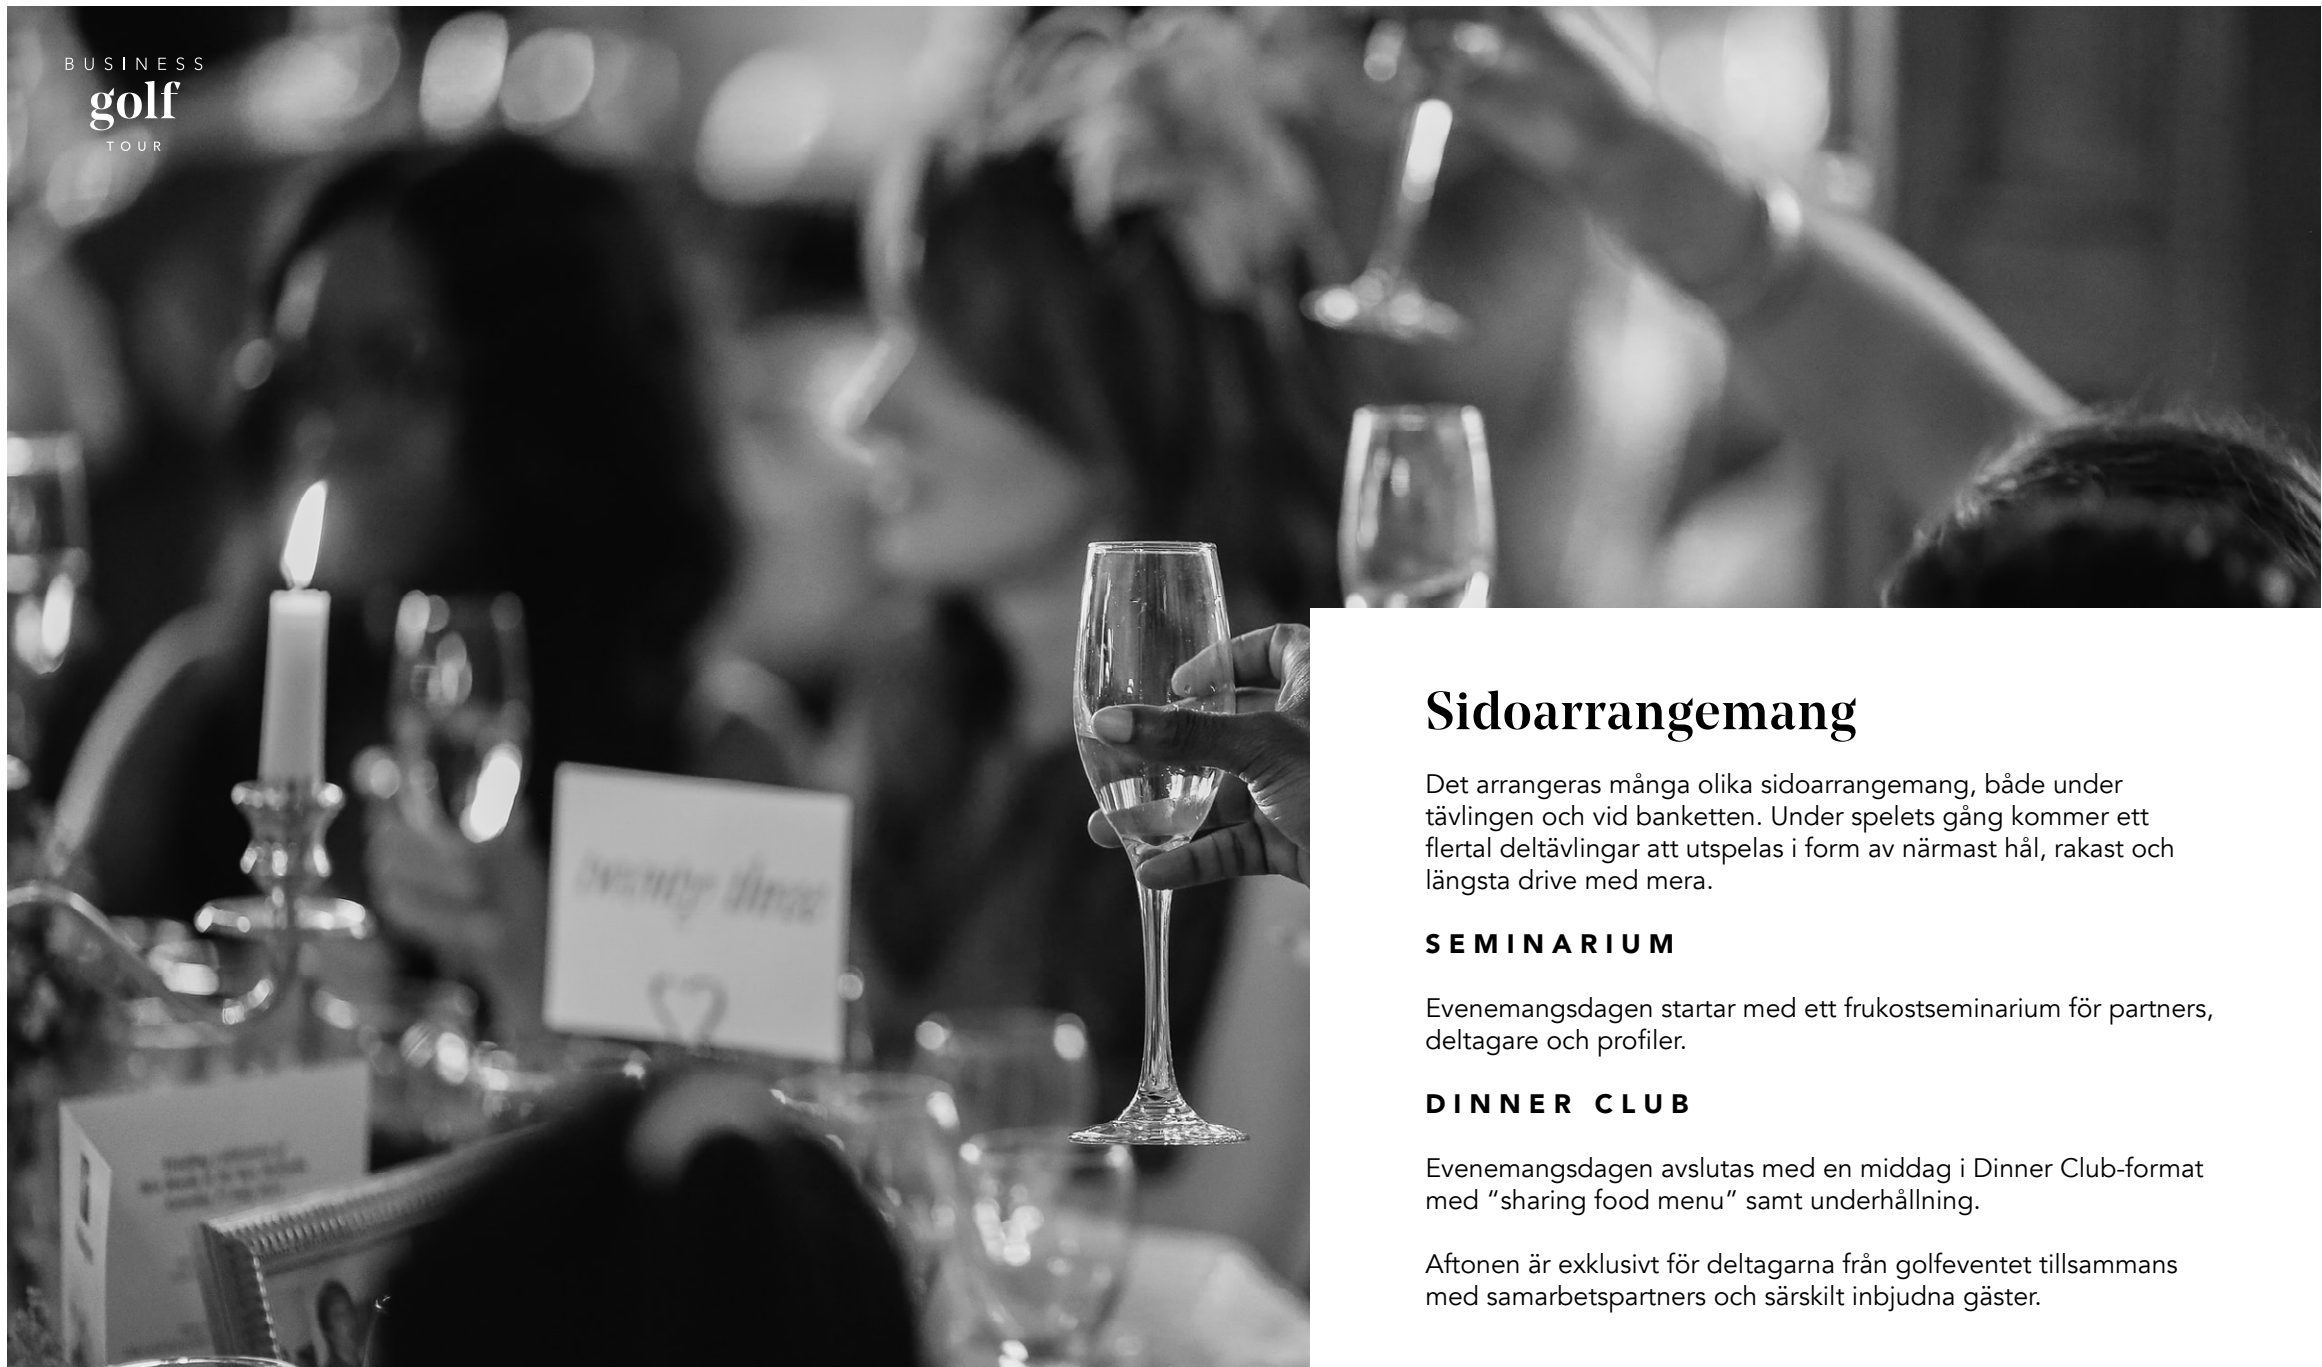 BUSINESS
golf
TOUR
Sidoarrangemang
Det arrangeras många olika sidoarrangemang, både under
tävlingen och vid banketten. Under spelets gång kommer ett
flertal deltävlingar att utspelas i form av närmast hål, rakast och
längsta drive med mera.
SEMINARIUM
Evenemangsdagen startar med ett frukostseminarium för partners,
deltagare och profiler.
DINNER CLUB
Evenemangsdagen avslutas med en middag i Dinner Club-format
med “sharing food menu” samt underhållning.
Aftonen är exklusivt för deltagarna från golfeventet tillsammans
med samarbetspartners och särskilt inbjudna gäster.